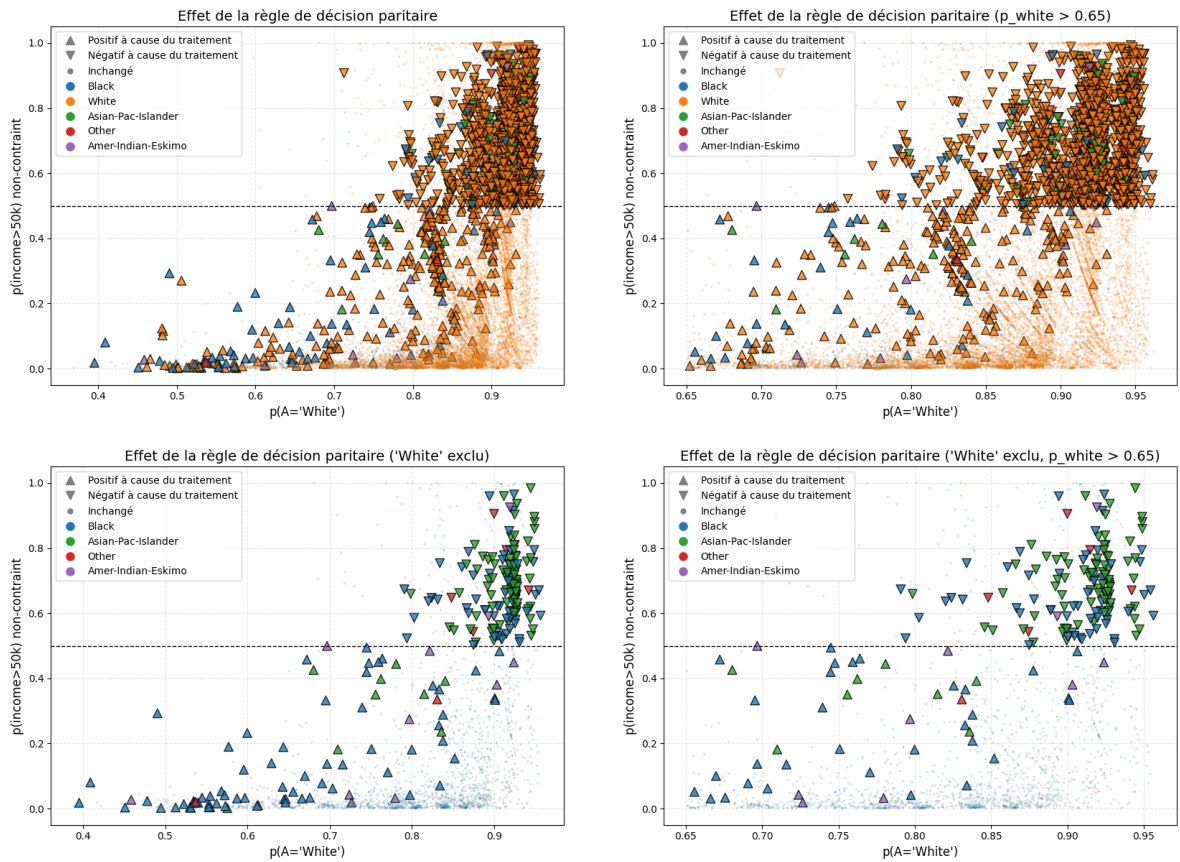 Effet de la règle de décision paritaire
p(income>50k) non-contraint
1.0
0.8
0.6
0.4
0.2
0.0
Positif à cause du traitement
Négatif à cause du traitement
Inchangé
Black
White
Asian-Pac-Islander
Other
Amer-Indian-Eskimo
0.4 0.5 0.6 0.7 0.8 0.9
p(A='White')
Effet de la règle de décision paritaire (p_white > 0.65)
p(income>50k) non-contraint
1.0
0.8
0.6
0.4
0.2
0.0
Positif à cause du traitement
Négatif à cause du traitement
Inchangé
Black
White
Asian-Pac-Islander
Other
Amer-Indian-Eskimo
0.65 0.70 0.75 0.80 0.85 0.90 0.95
p(A='White')
Effet de la règle de décision paritaire ('White' exclu)
p(income>50k) non-contraint
1.0
0.8
0.6
0.4
0.2
0.0
Positif à cause du traitement
Négatif à cause du traitement
Inchangé
Black
Asian-Pac-Islander
Other
Amer-Indian-Eskimo
0.4 0.5 0.6 0.7 0.8 0.9
p(A='White')
Effet de la règle de décision paritaire ('White' exclu, p_white > 0.65)
p(income>50k) non-contraint
1.0
0.8
0.6
0.4
0.2
0.0
Positif à cause du traitement
Négatif à cause du traitement
Inchangé
Black
Asian-Pac-Islander
Other
Amer-Indian-Eskimo
0.65 0.70 0.75 0.80 0.85 0.90 0.95
p(A='White')